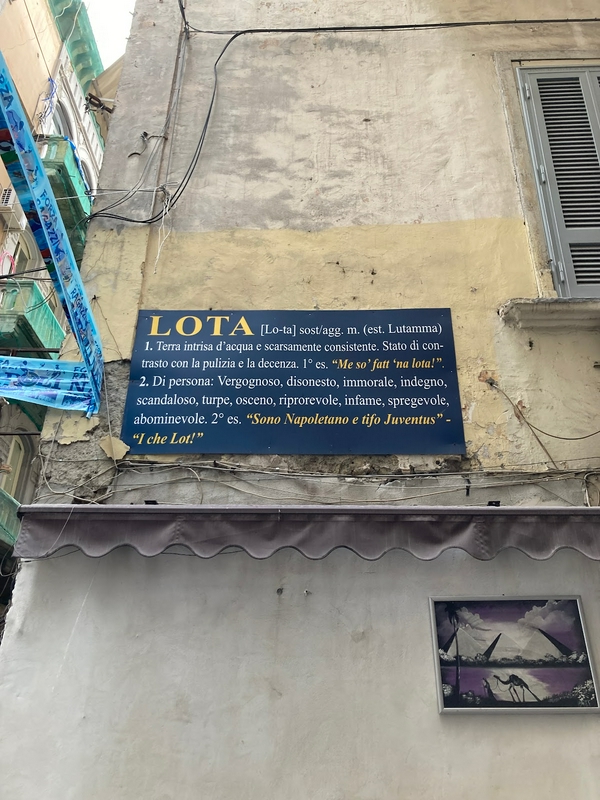 LOTA [Lo-ta] sost/agg. m. (est. Lutamma)
1. Terra intrisa d'acqua e scarsamente consistente. Stato di con-
trasto con la pulizia e la decenza. 1° es. “Me so' fatt 'na lota!”.
2. Di persona: Vergognoso, disonesto, immorale, indegno,
scandaloso, turpe, osceno, riprorevole, infame, spregevole,
abominevole. 2° es. “Sono Napoletano e tifo Juventus” -
“I che Lot!”